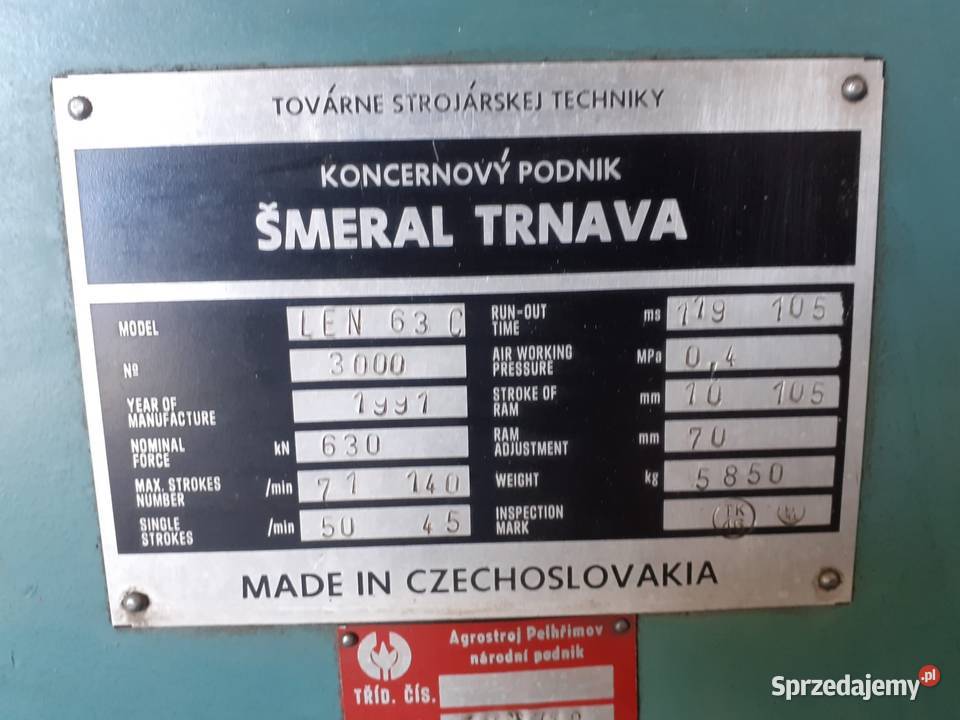 TOVÁRNE STROJÁRSKEJ TECHNIKY
KONCERNOVÝ PODNIK
ŠMERAL TRNAVA
MODEL LEN 63 C
Nº 3000
YEAR OF MANUFACTURE 1991
NOMINAL FORCE kN 630
MAX. STROKES NUMBER /min 71 140
SINGLE STROKES /min 50 45
RUN-OUT TIME ms 119 105
AIR WORKING PRESSURE MPa 0,4
STROKE OF RAM mm 10 105
RAM ADJUSTMENT mm 70
WEIGHT kg 5850
INSPECTION MARK
MADE IN CZECHOSLOVAKIA
Agrostroj Pelhřimov
národní podnik
TŘÍD. ČÍS.
Sprzedajemy.pl